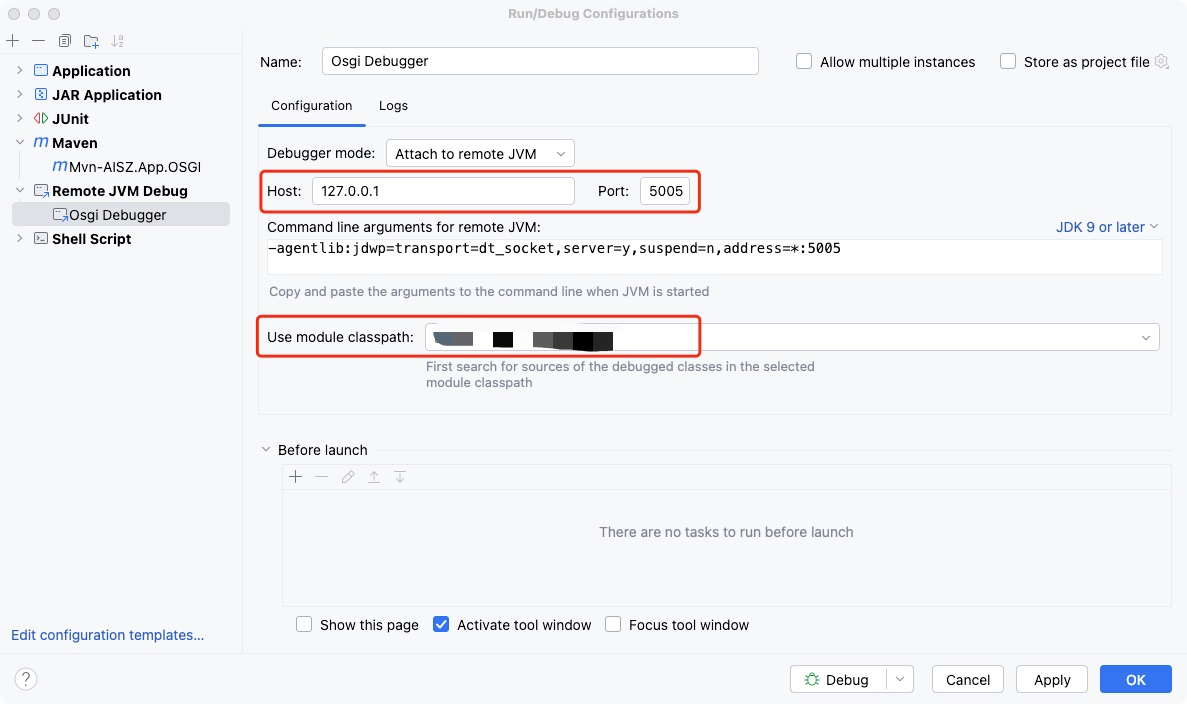 Run/Debug Configurations
Application
JAR Application
JUnit
Maven
Mvn-AISZ.App.OSGI
Remote JVM Debug
Osgi Debugger
Shell Script
Edit configuration templates...
Name: Osgi Debugger
Allow multiple instances
Store as project file
Configuration Logs
Debugger mode: Attach to remote JVM
Host: 127.0.0.1 Port: 5005
Command line arguments for remote JVM: JDK 9 or later
-agentlib:jdwp=transport=dt_socket,server=y,suspend=n,address=*:5005
Copy and paste the arguments to the command line when JVM is started
Use module classpath:
First search for sources of the debugged classes in the selected
module classpath
Before launch
There are no tasks to run before launch
Show this page Activate tool window Focus tool window
? Debug Cancel Apply OK